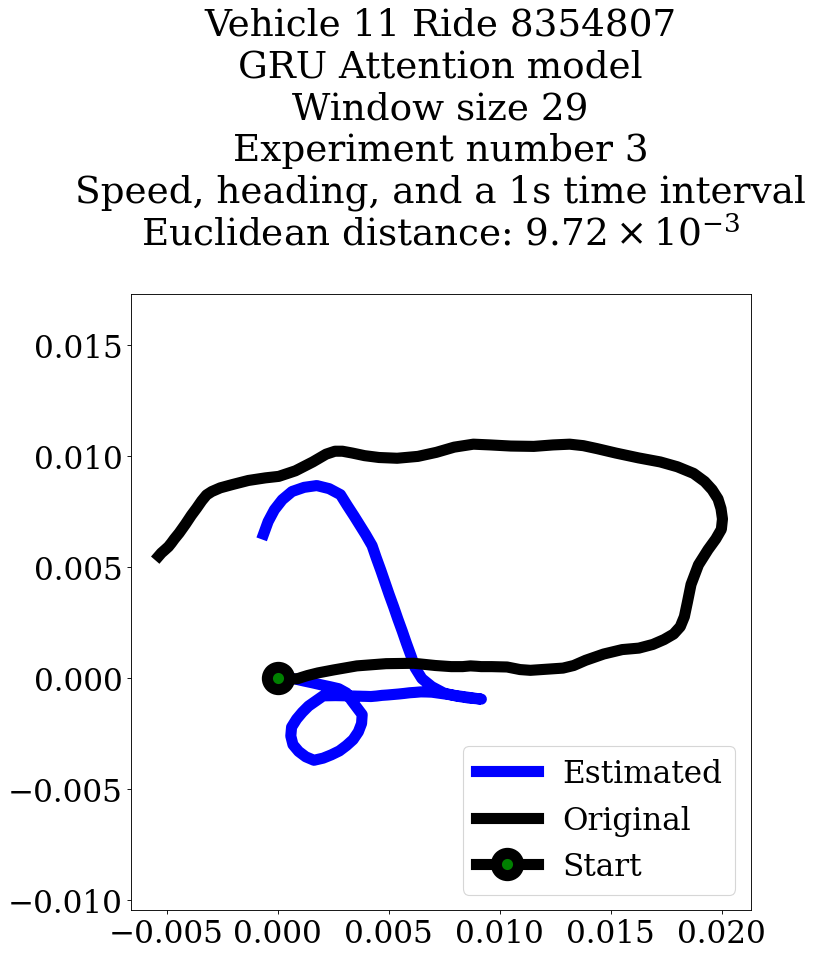 Vehicle 11 Ride 8354807
GRU Attention model
Window size 29
Experiment number 3
Speed, heading, and a 1s time interval
Euclidean distance: 9.72 × 10⁻³
0.015
0.010
0.005
0.000
−0.005
−0.010
Estimated
Original
Start
−0.005 0.000 0.005 0.010 0.015 0.020